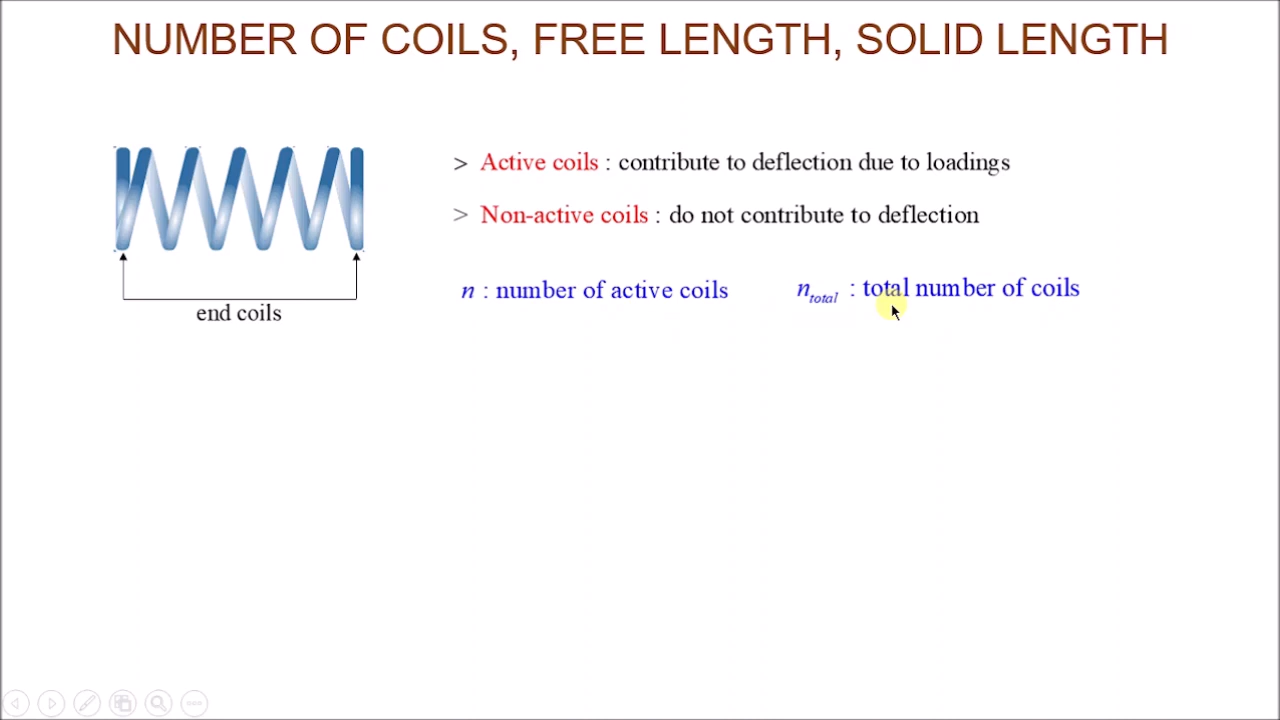 NUMBER OF COILS, FREE LENGTH, SOLID LENGTH
> Active coils : contribute to deflection due to loadings
> Non-active coils : do not contribute to deflection
n : number of active coils
n total : total number of coils
end coils